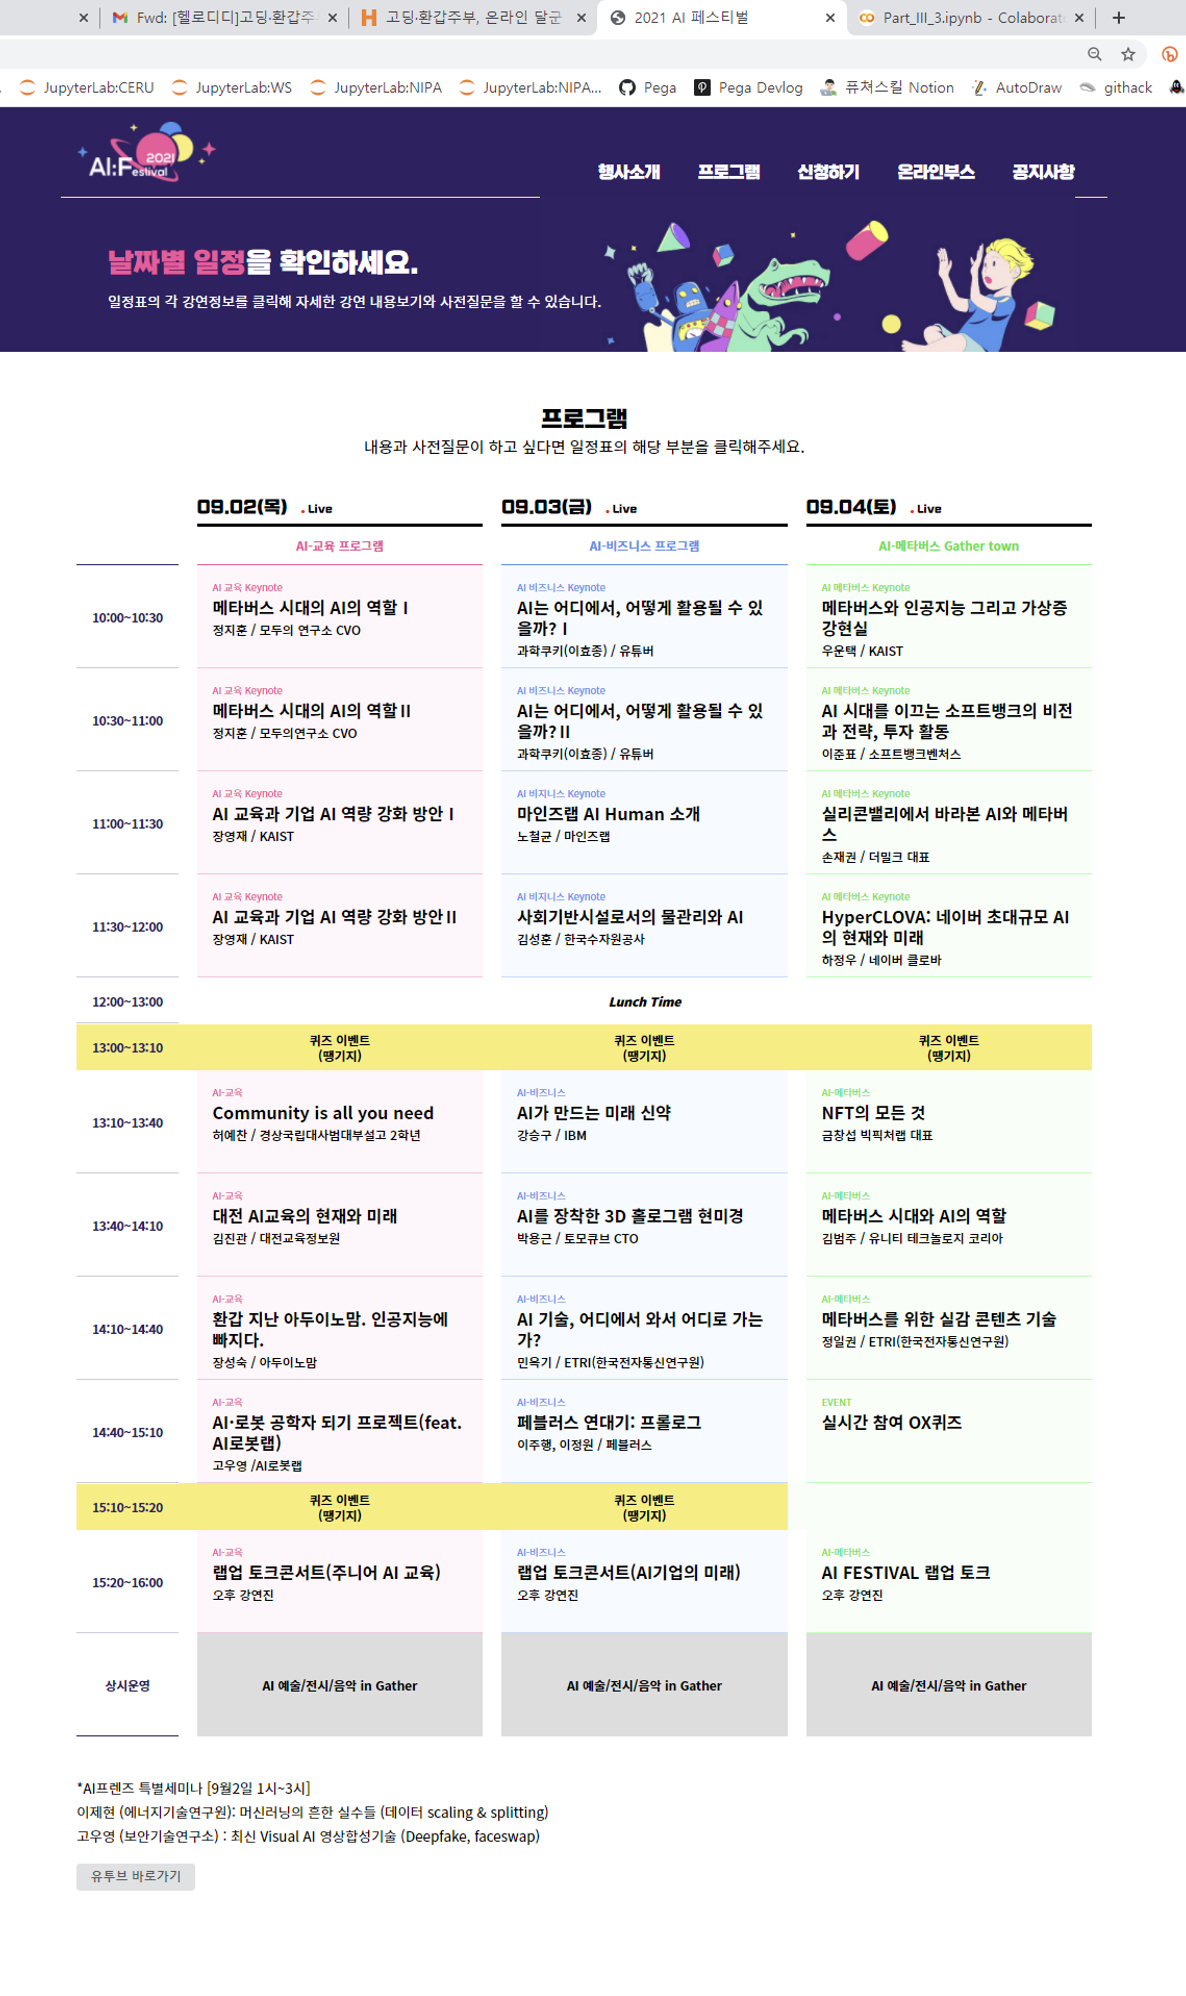 Fwd: [헬로디디]고딩·환갑주
고딩·환갑주부, 온라인 달군
2021 AI 페스티벌
Part_III_3.ipynb - Colaborat
JupyterLab:CERU
JupyterLab:WS
JupyterLab:NIPA
JupyterLab:NIPA...
Pega
Pega Devlog
퓨쳐스킬 Notion
AutoDraw
githack
AI:Festival 2021
행사소개
프로그램
신청하기
온라인부스
공지사항
날짜별 일정을 확인하세요.
일정표의 각 강연정보를 클릭해 자세한 강연 내용보기와 사전질문을 할 수 있습니다.
프로그램
내용과 사전질문이 하고 싶다면 일정표의 해당 부분을 클릭해주세요.
09.02(목) . Live
09.03(금) . Live
09.04(토) . Live
AI-교육 프로그램
AI-비즈니스 프로그램
AI-메타버스 Gather town
10:00~10:30
AI 교육 Keynote
메타버스 시대의 AI의 역할 I
정지훈 / 모두의 연구소 CVO
AI 비즈니스 Keynote
AI는 어디에서, 어떻게 활용될 수 있
을까? I
과학쿠키(이효종) / 유튜버
AI 메타버스 Keynote
메타버스와 인공지능 그리고 가상증
강현실
우운택 / KAIST
10:30~11:00
AI 교육 Keynote
메타버스 시대의 AI의 역할 II
정지훈 / 모두의연구소 CVO
AI 비즈니스 Keynote
AI는 어디에서, 어떻게 활용될 수 있
을까? II
과학쿠키(이효종) / 유튜버
AI 메타버스 Keynote
AI 시대를 이끄는 소프트뱅크의 비전
과 전략, 투자 활동
이준표 / 소프트뱅크벤처스
11:00~11:30
AI 교육 Keynote
AI 교육과 기업 AI 역량 강화 방안 I
장영재 / KAIST
AI 비지니스 Keynote
마인즈랩 AI Human 소개
노철균 / 마인즈랩
AI 메타버스 Keynote
실리콘밸리에서 바라본 AI와 메타버
스
손재권 / 더밀크 대표
11:30~12:00
AI 교육 Keynote
AI 교육과 기업 AI 역량 강화 방안 II
장영재 / KAIST
AI 비지니스 Keynote
사회기반시설로서의 물관리와 AI
김성훈 / 한국수자원공사
AI 메타버스 Keynote
HyperCLOVA: 네이버 초대규모 AI
의 현재와 미래
하정우 / 네이버 클로바
12:00~13:00
Lunch Time
13:00~13:10
퀴즈 이벤트
(땡기지)
퀴즈 이벤트
(땡기지)
퀴즈 이벤트
(땡기지)
13:10~13:40
AI-교육
Community is all you need
허예찬 / 경상국립대사범대부설고 2학년
AI-비즈니스
AI가 만드는 미래 신약
강승구 / IBM
AI-메타버스
NFT의 모든 것
금창섭 빅픽처랩 대표
13:40~14:10
AI-교육
대전 AI교육의 현재와 미래
김진관 / 대전교육정보원
AI-비즈니스
AI를 장착한 3D 홀로그램 현미경
박용근 / 토모큐브 CTO
AI-메타버스
메타버스 시대와 AI의 역할
김범주 / 유니티 테크놀로지 코리아
14:10~14:40
AI-교육
환갑 지난 아두이노맘. 인공지능에
빠지다.
장성숙 / 아두이노맘
AI-비즈니스
AI 기술, 어디에서 와서 어디로 가는
가?
민옥기 / ETRI(한국전자통신연구원)
AI-메타버스
메타버스를 위한 실감 콘텐츠 기술
정일권 / ETRI(한국전자통신연구원)
14:40~15:10
AI-교육
AI·로봇 공학자 되기 프로젝트(feat.
AI로봇랩)
고우영 /AI로봇랩
AI-비즈니스
페블러스 연대기: 프롤로그
이주행, 이정원 / 페블러스
EVENT
실시간 참여 OX퀴즈
15:10~15:20
퀴즈 이벤트
(땡기지)
퀴즈 이벤트
(땡기지)
15:20~16:00
AI-교육
랩업 토크콘서트(주니어 AI 교육)
오후 강연진
AI-비즈니스
랩업 토크콘서트(AI기업의 미래)
오후 강연진
AI-메타버스
AI FESTIVAL 랩업 토크
오후 강연진
상시운영
AI 예술/전시/음악 in Gather
AI 예술/전시/음악 in Gather
AI 예술/전시/음악 in Gather
*AI프렌즈 특별세미나 [9월2일 1시~3시]
이제현 (에너지기술연구원): 머신러닝의 흔한 실수들 (데이터 scaling & splitting)
고우영 (보안기술연구소) : 최신 Visual AI 영상합성기술 (Deepfake, faceswap)
유투브 바로가기